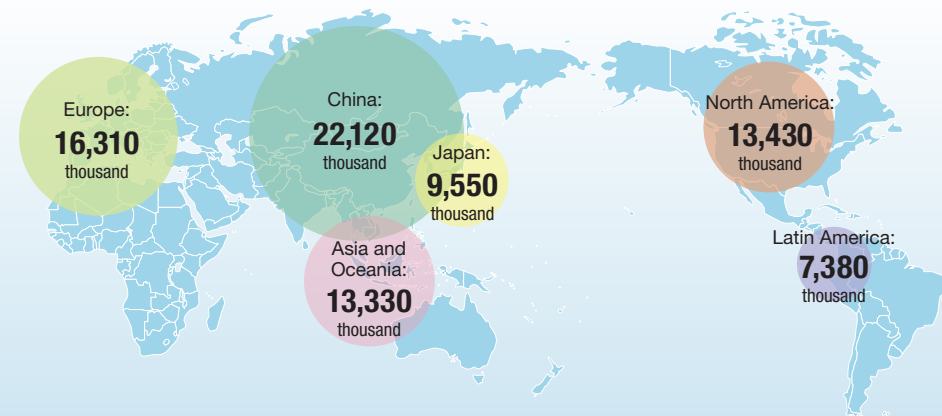 Europe:
16,310
thousand
China:
22,120
thousand
Japan:
9,550
thousand
Asia and
Oceania:
13,330
thousand
North America:
13,430
thousand
Latin America:
7,380
thousand